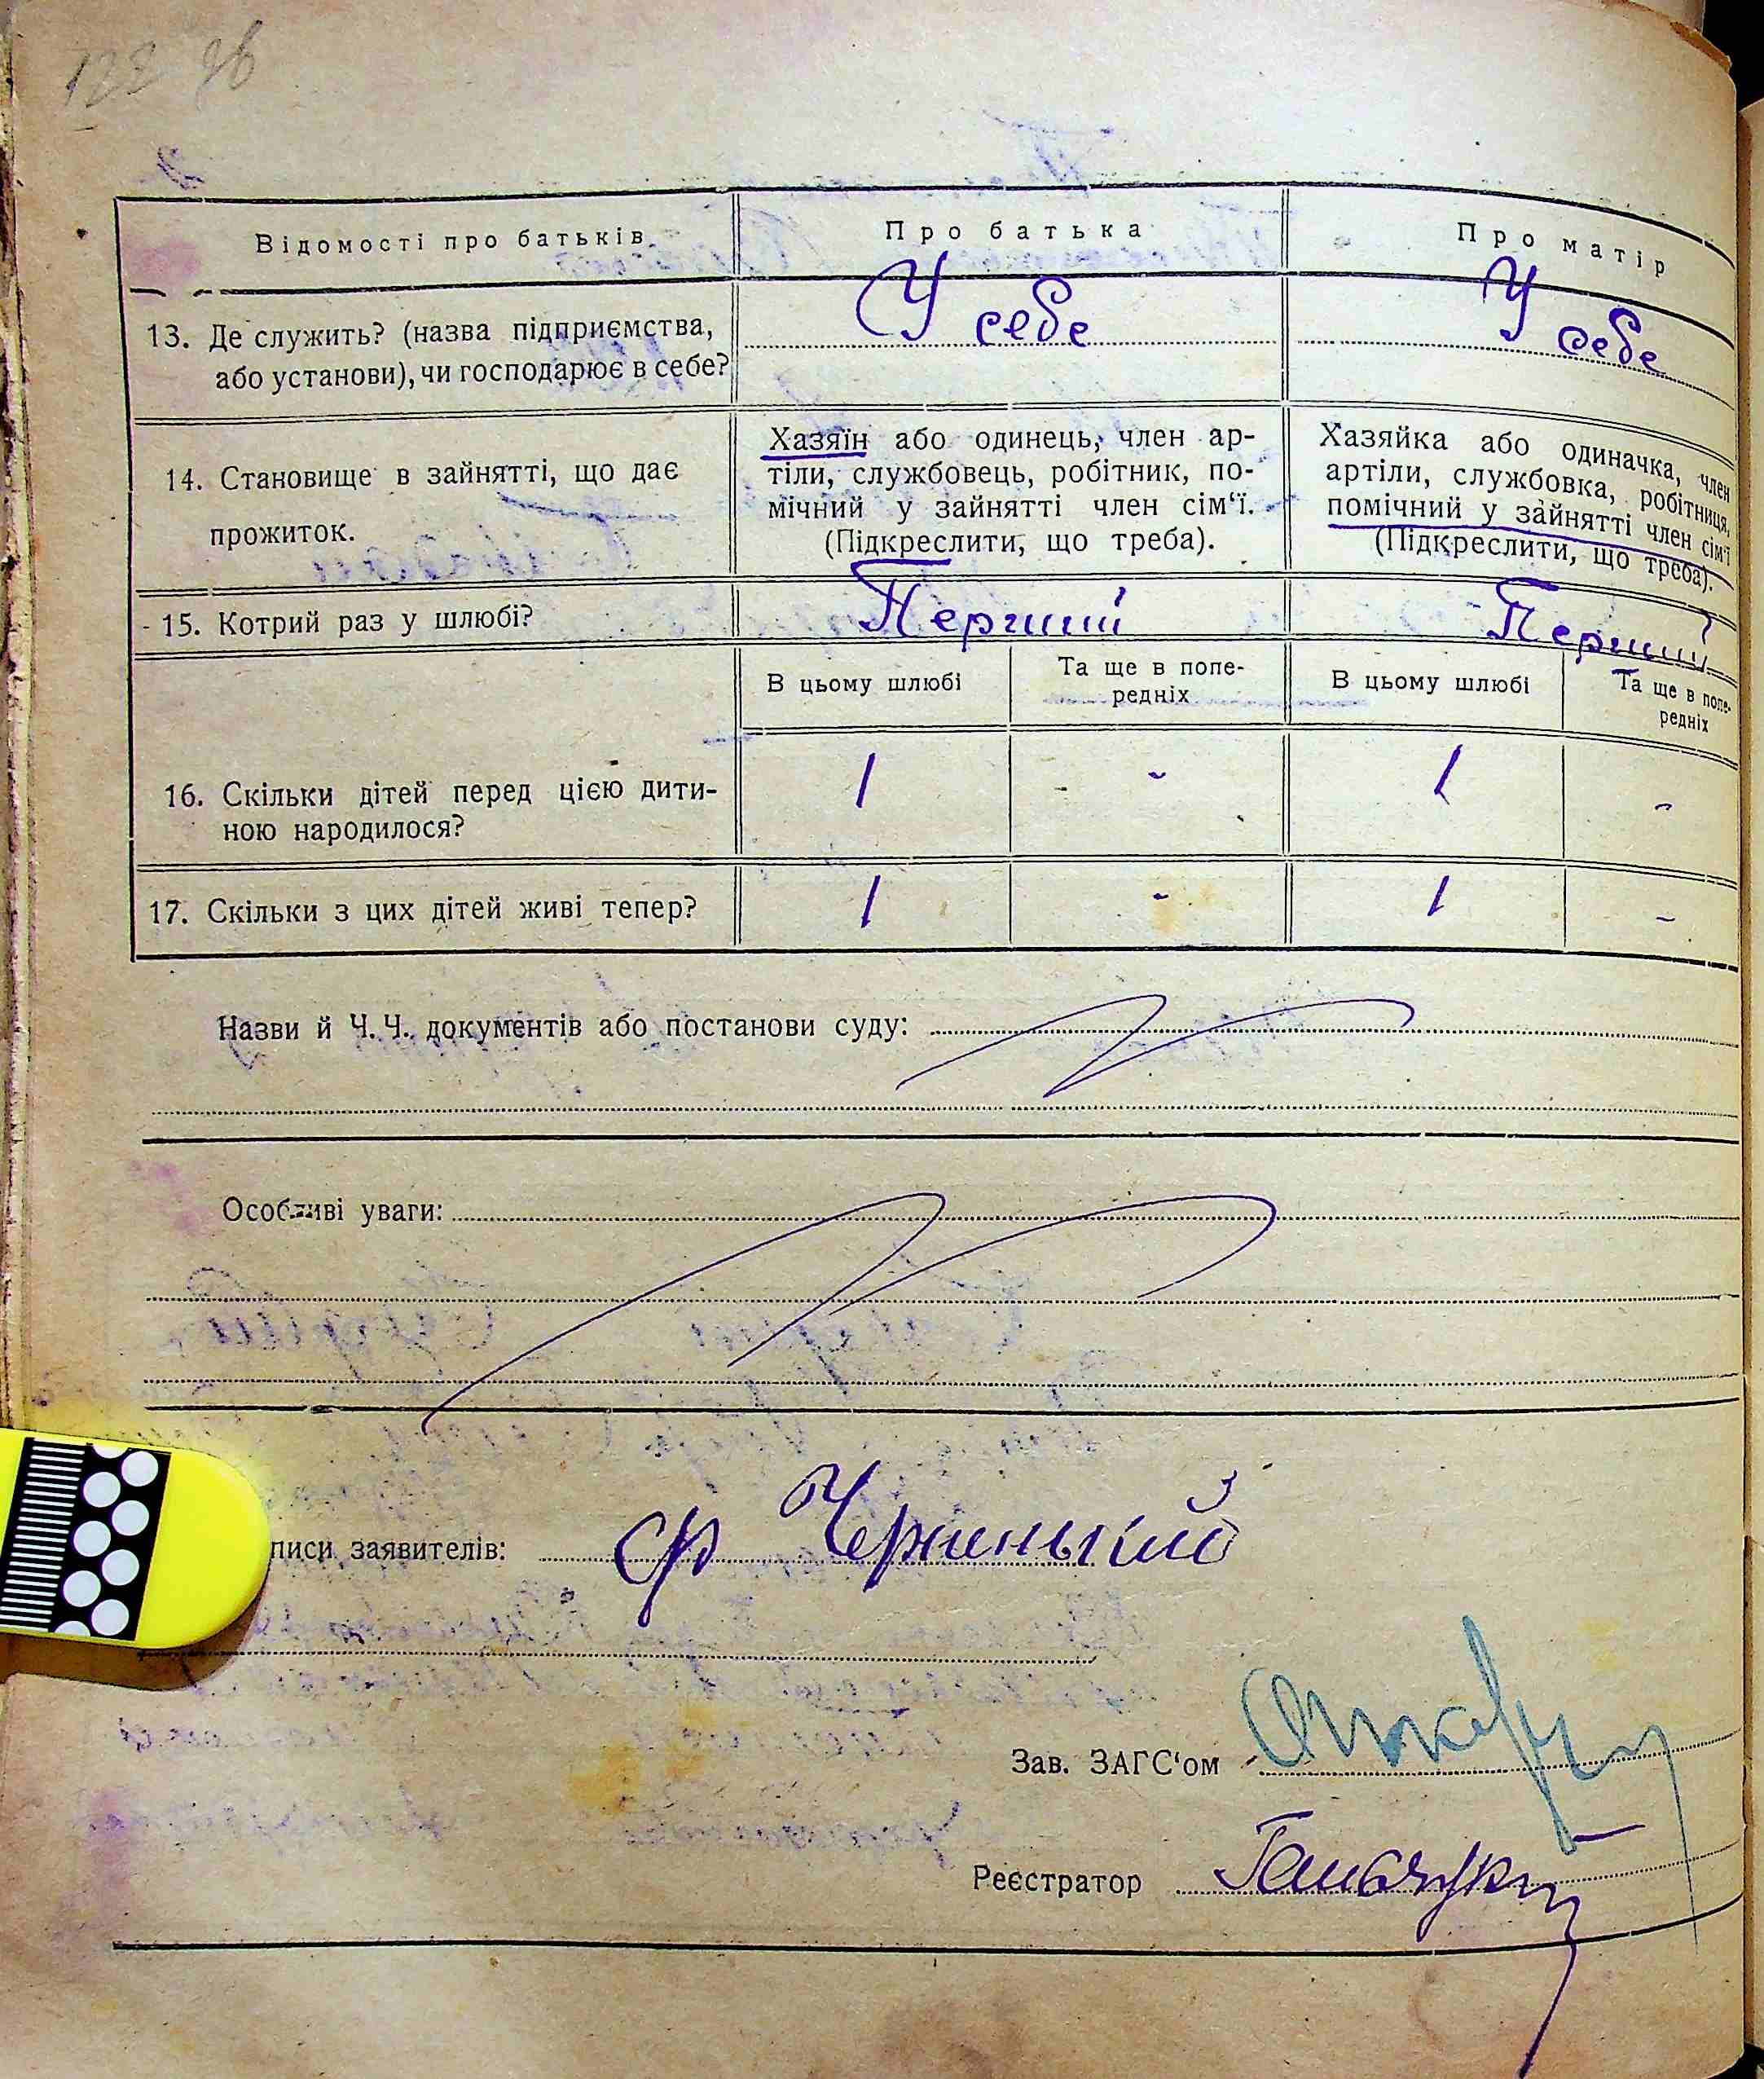 122 зв
Відомості про батьків.
Про батька
Про матір
13. Де служить? (назва підприємства,
або установи), чи господарює в себе?
У себе
У себе
14. Становище в зайнятті, що дає
прожиток.
Хазяїн або одинець, член ар-
тіли, службовець, робітник, по-
мічний у зайнятті член сім‘ї.
(Підкреслити, що треба).
Хазяйка або одиначка, член
артіли, службовка, робітниця,
помічний у зайнятті член сім‘ї
(Підкреслити, що треба).
15. Котрий раз у шлюбі?
Перший
Перший
В цьому шлюбі
Та ще в попе-
редніх
В цьому шлюбі
Та ще в попе-
редніх
16. Скільки дітей перед цією дити-
ною народилося?
1 - 1 -
17. Скільки з цих дітей живі тепер?
1 - 1 -
Назви й Ч. Ч. документів або постанови суду:
Особливі уваги:
писи заявителів: Ф Чернений
Зав. ЗАГС‘ом
Реєстратор